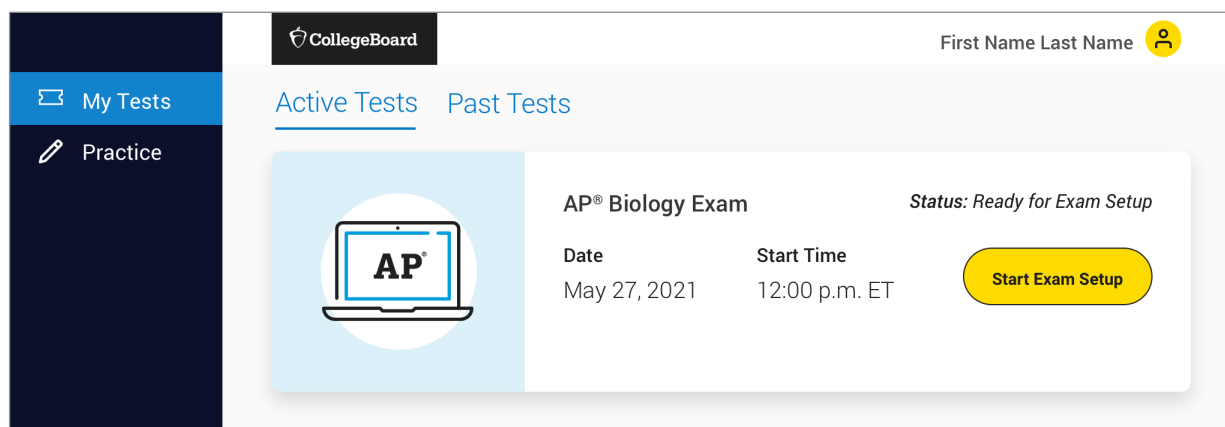 CollegeBoard
First Name Last Name
My Tests
Practice
Active Tests Past Tests
AP®
AP® Biology Exam
Status: Ready for Exam Setup
Date Start Time
May 27, 2021 12:00 p.m. ET
Start Exam Setup